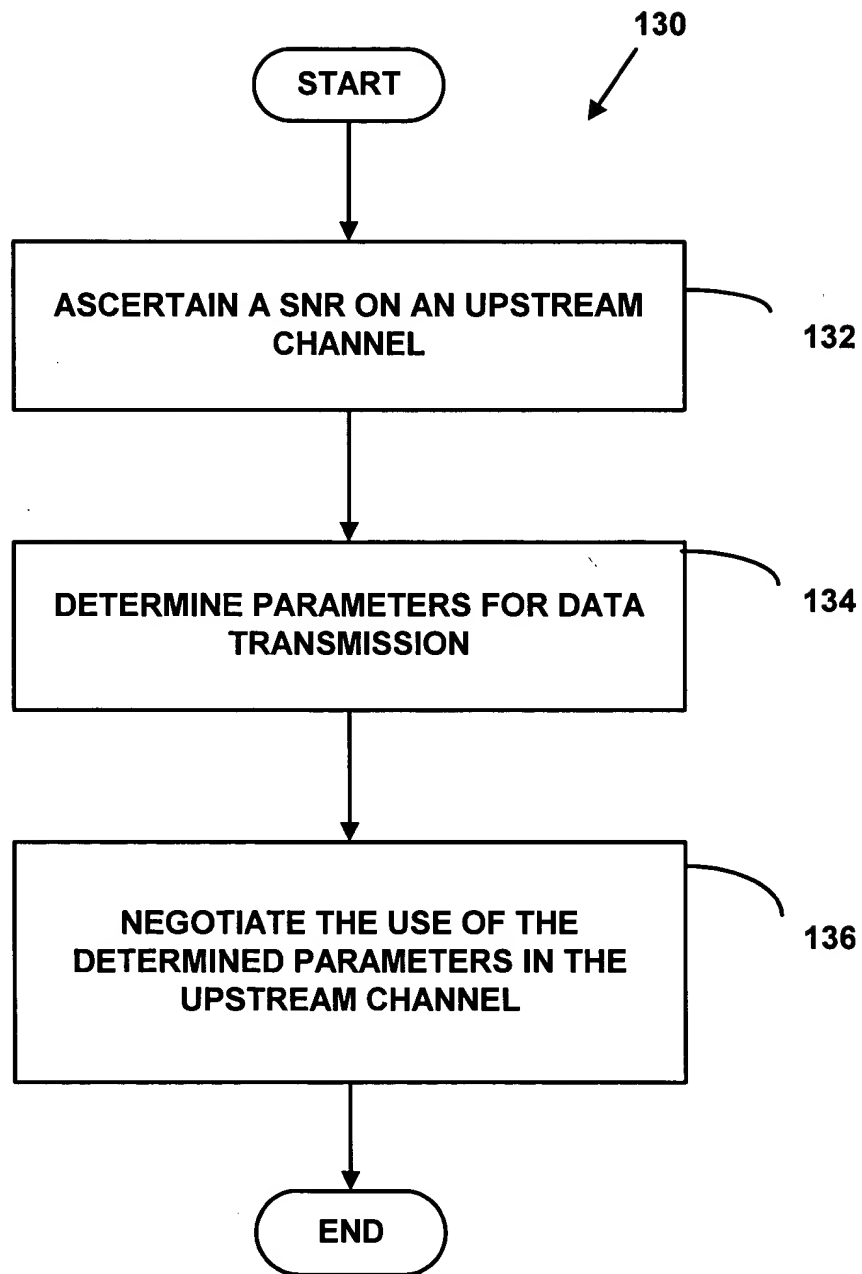 130
START
ASCERTAIN A SNR ON AN UPSTREAM
CHANNEL
132
DETERMINE PARAMETERS FOR DATA
TRANSMISSION
134
NEGOTIATE THE USE OF THE
DETERMINED PARAMETERS IN THE
UPSTREAM CHANNEL
136
END